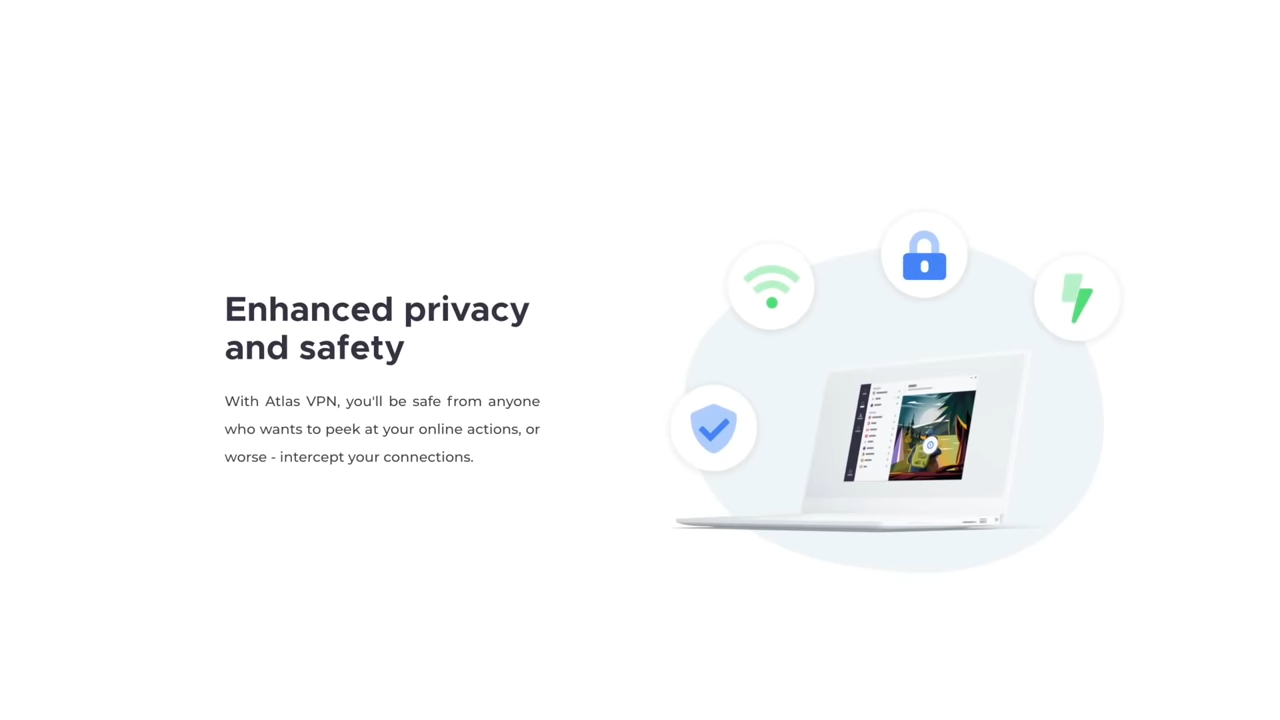 Enhanced privacy
and safety
With Atlas VPN, you'll be safe from anyone
who wants to peek at your online actions, or
worse - intercept your connections.